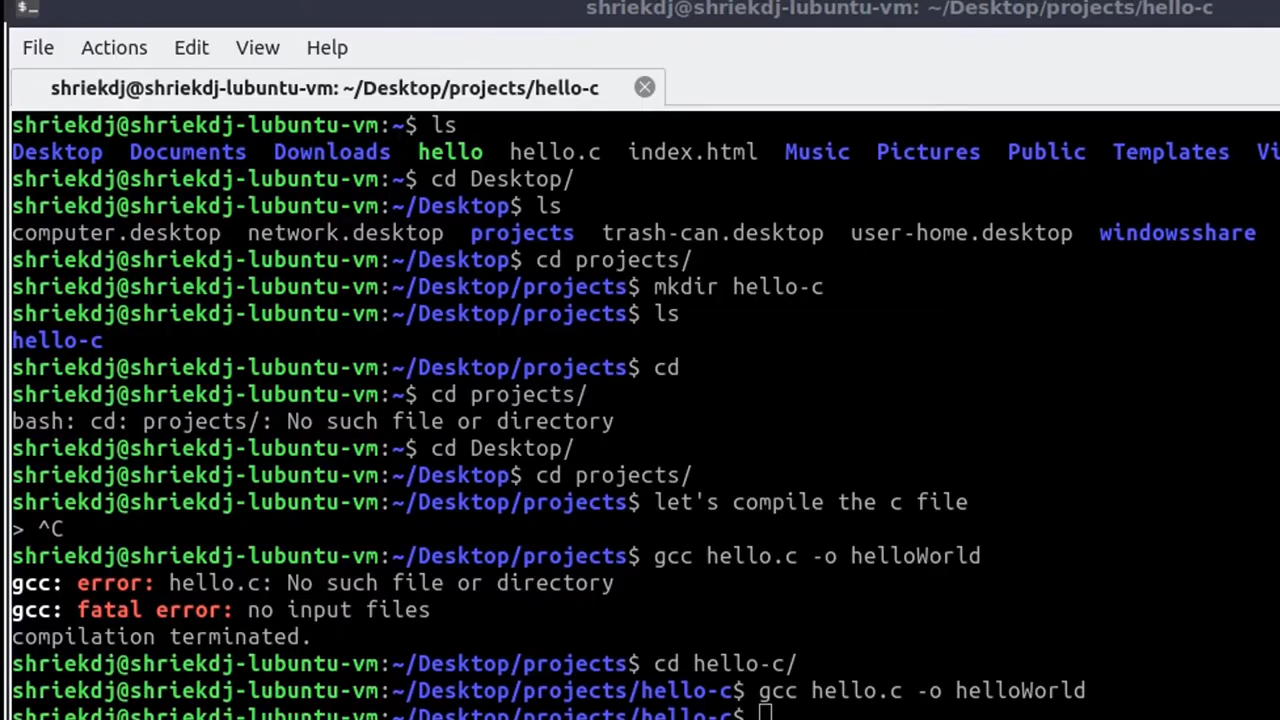 shriekdj@shriekdj-lubuntu-vm: ~/Desktop/projects/hello-c
File Actions Edit View Help
shriekdj@shriekdj-lubuntu-vm: ~/Desktop/projects/hello-c
shriekdj@shriekdj-lubuntu-vm:~$ ls
Desktop Documents Downloads hello hello.c index.html Music Pictures Public Templates
shriekdj@shriekdj-lubuntu-vm:~$ cd Desktop/
shriekdj@shriekdj-lubuntu-vm:~/Desktop$ ls
computer.desktop network.desktop projects trash-can.desktop user-home.desktop windowsshare
shriekdj@shriekdj-lubuntu-vm:~/Desktop$ cd projects/
shriekdj@shriekdj-lubuntu-vm:~/Desktop/projects$ mkdir hello-c
shriekdj@shriekdj-lubuntu-vm:~/Desktop/projects$ ls
hello-c
shriekdj@shriekdj-lubuntu-vm:~/Desktop/projects$ cd
shriekdj@shriekdj-lubuntu-vm:~$ cd projects/
bash: cd: projects/: No such file or directory
shriekdj@shriekdj-lubuntu-vm:~$ cd Desktop/
shriekdj@shriekdj-lubuntu-vm:~/Desktop$ cd projects/
shriekdj@shriekdj-lubuntu-vm:~/Desktop/projects$ let's compile the c file
> ^C
shriekdj@shriekdj-lubuntu-vm:~/Desktop/projects$ gcc hello.c -o helloWorld
gcc: error: hello.c: No such file or directory
gcc: fatal error: no input files
compilation terminated.
shriekdj@shriekdj-lubuntu-vm:~/Desktop/projects$ cd hello-c/
shriekdj@shriekdj-lubuntu-vm:~/Desktop/projects/hello-c$ gcc hello.c -o helloWorld
shriekdj@shriekdj-lubuntu-vm:~/Desktop/projects/hello-c$